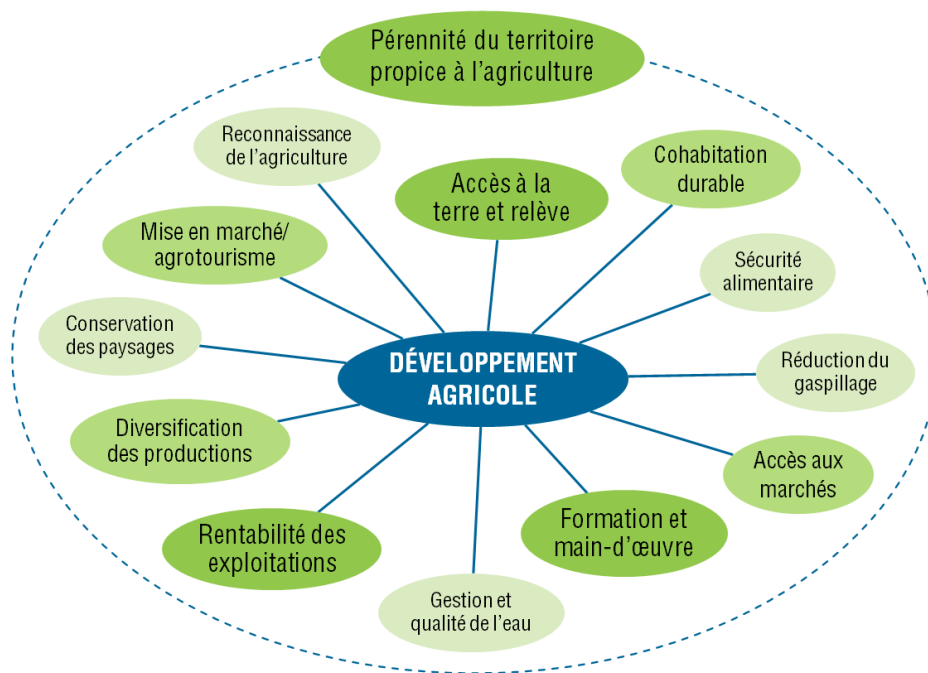 Pérennité du territoire
propice à l'agriculture
Reconnaissance
de l'agriculture
Accès à la
terre et relève
Cohabitation
durable
Mise en marché/
agrotourisme
Sécurité
alimentaire
Conservation
des paysages
DÉVELOPPEMENT
AGRICOLE
Réduction du
gaspillage
Diversification
des productions
Accès aux
marchés
Rentabilité des
exploitations
Formation et
main-d'œuvre
Gestion et
qualité de l'eau